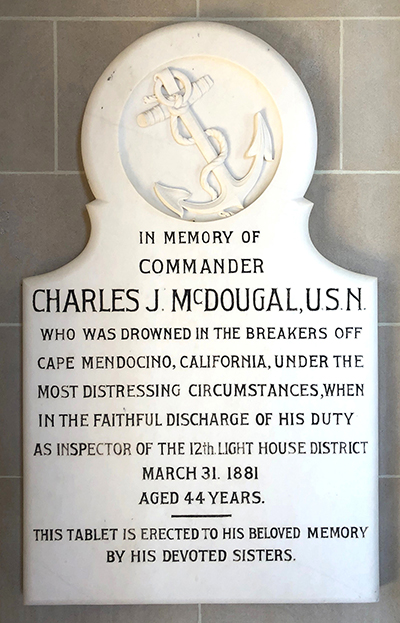 IN MEMORY OF
COMMANDER
CHARLES J. McDOUGAL, U.S.N.
WHO WAS DROWNED IN THE BREAKERS OFF
CAPE MENDOCINO, CALIFORNIA, UNDER THE
MOST DISTRESSING CIRCUMSTANCES, WHEN
IN THE FAITHFUL DISCHARGE OF HIS DUTY
AS INSPECTOR OF THE 12th. LIGHT HOUSE DISTRICT
MARCH 31. 1881
AGED 44 YEARS.
THIS TABLET IS ERECTED TO HIS BELOVED MEMORY
BY HIS DEVOTED SISTERS.